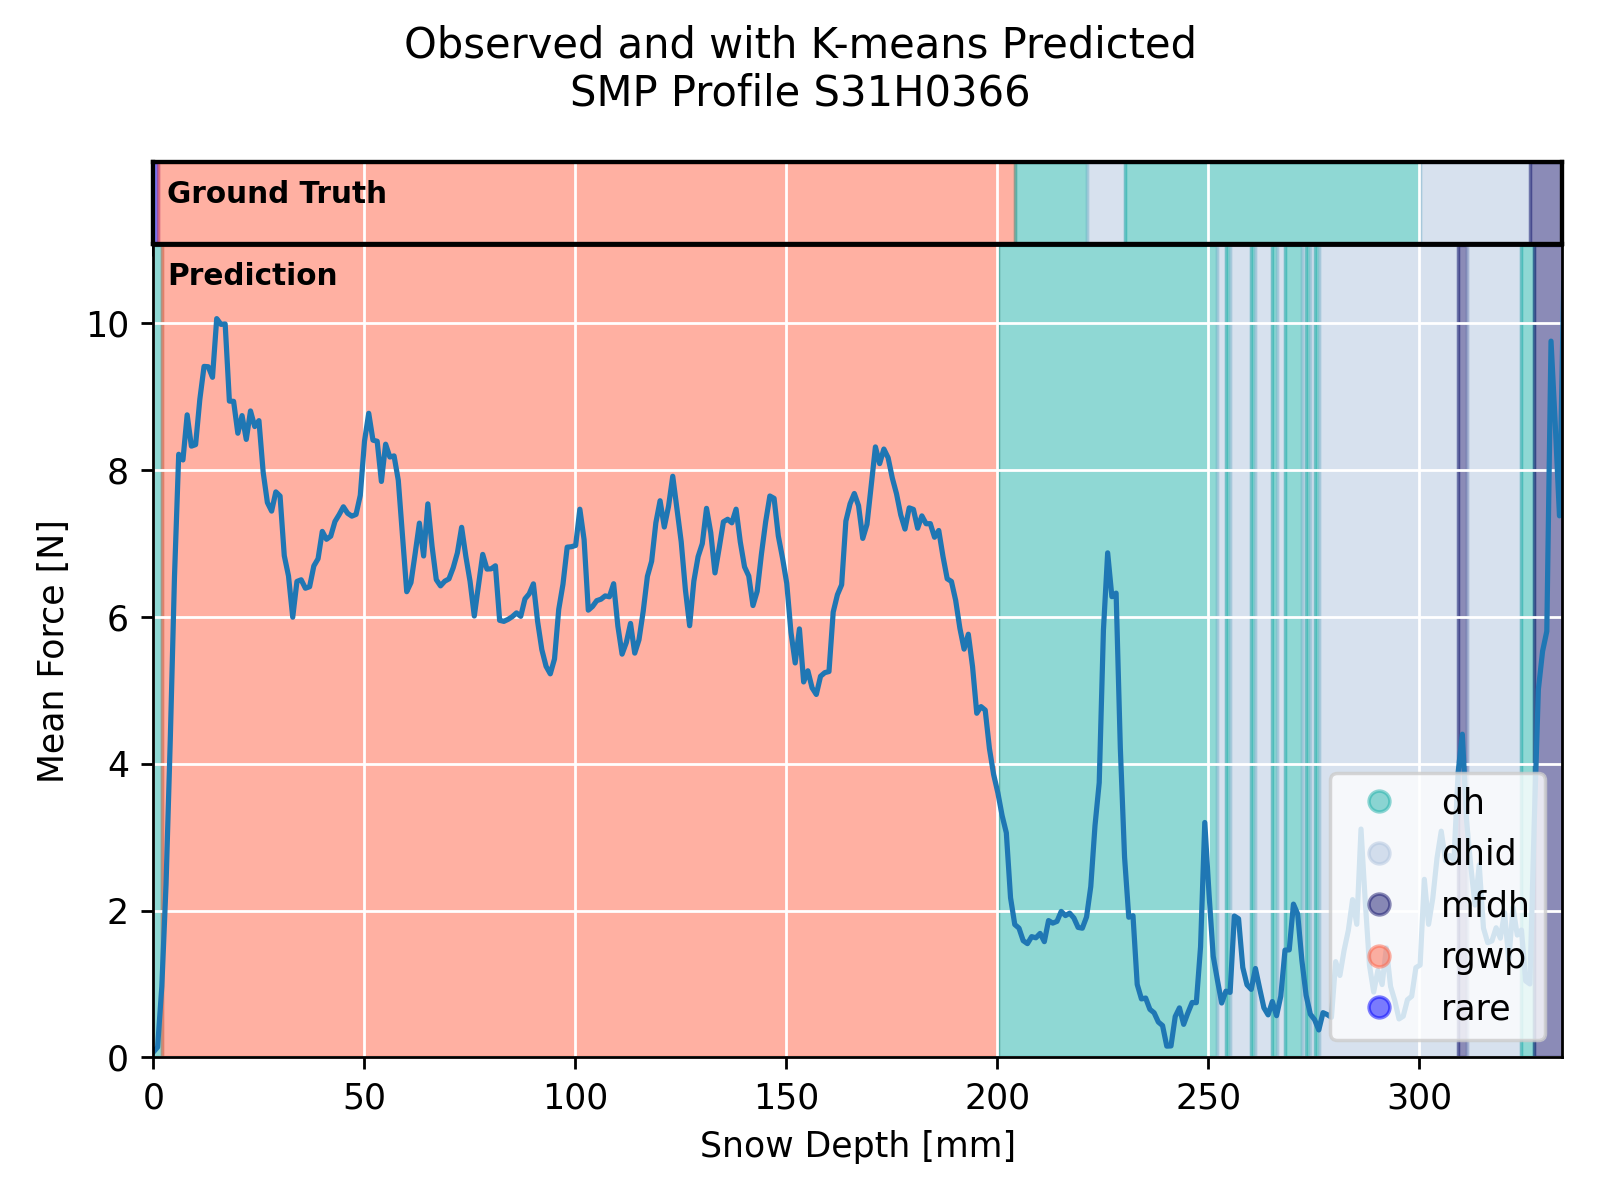 Observed and with K-means Predicted
SMP Profile S31H0366
Ground Truth
Prediction
10
8
6
4
2
0
Mean Force [N]
dh
dhid
mfdh
rgwp
rare
0 50 100 150 200 250 300
Snow Depth [mm]